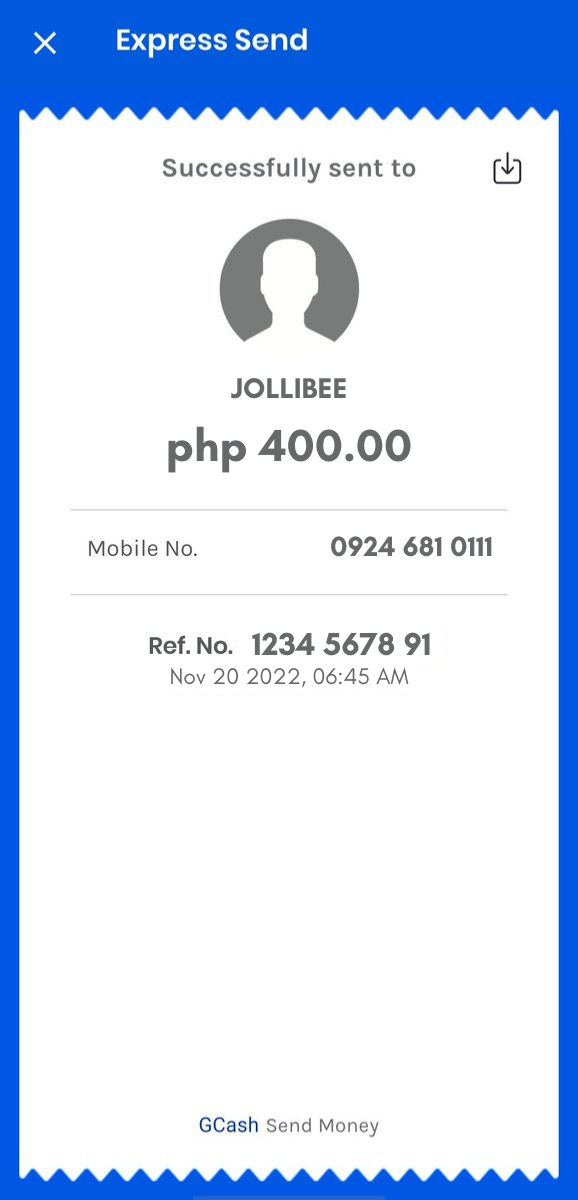 Express Send
Successfully sent to
JOLLIBEE
php 400.00
Mobile No. 0924 681 0111
Ref. No. 1234 5678 91
Nov 20 2022, 06:45 AM
GCash Send Money